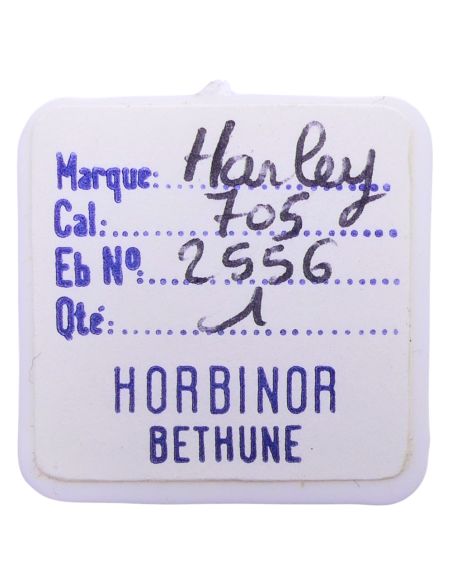 Marque: Harley
Cal: 705
Eb Nº: 2556
Qté: 1
HORBINOR
BETHUNE